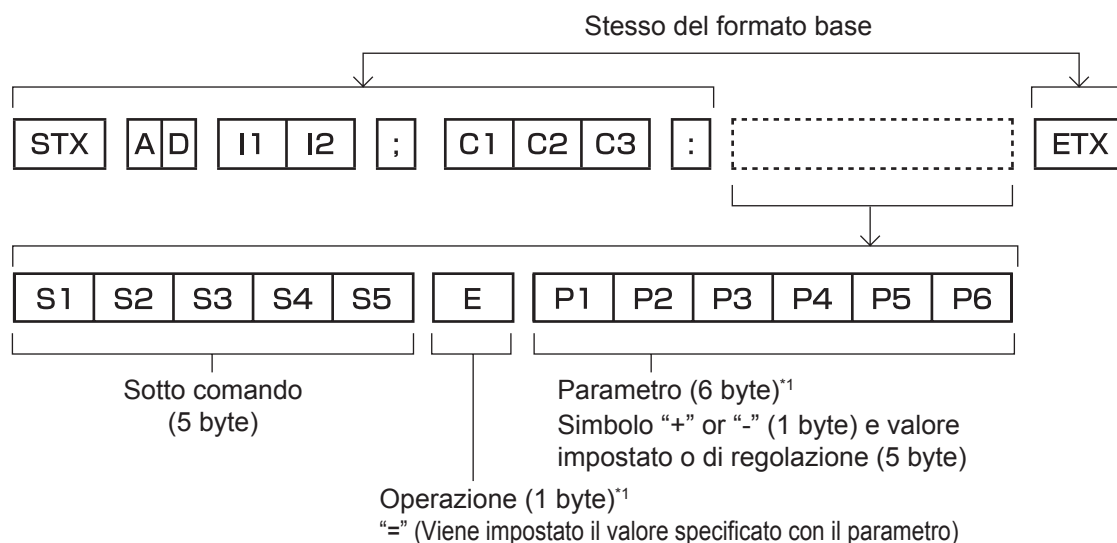 Stesso del formato base
STX A D I1 I2 ; C1 C2 C3 : ETX
S1 S2 S3 S4 S5 E P1 P2 P3 P4 P5 P6
Sotto comando
(5 byte)
Parametro (6 byte)*1
Simbolo “+” or “-” (1 byte) e valore
impostato o di regolazione (5 byte)
Operazione (1 byte)*1
“=” (Viene impostato il valore specificato con il parametro)